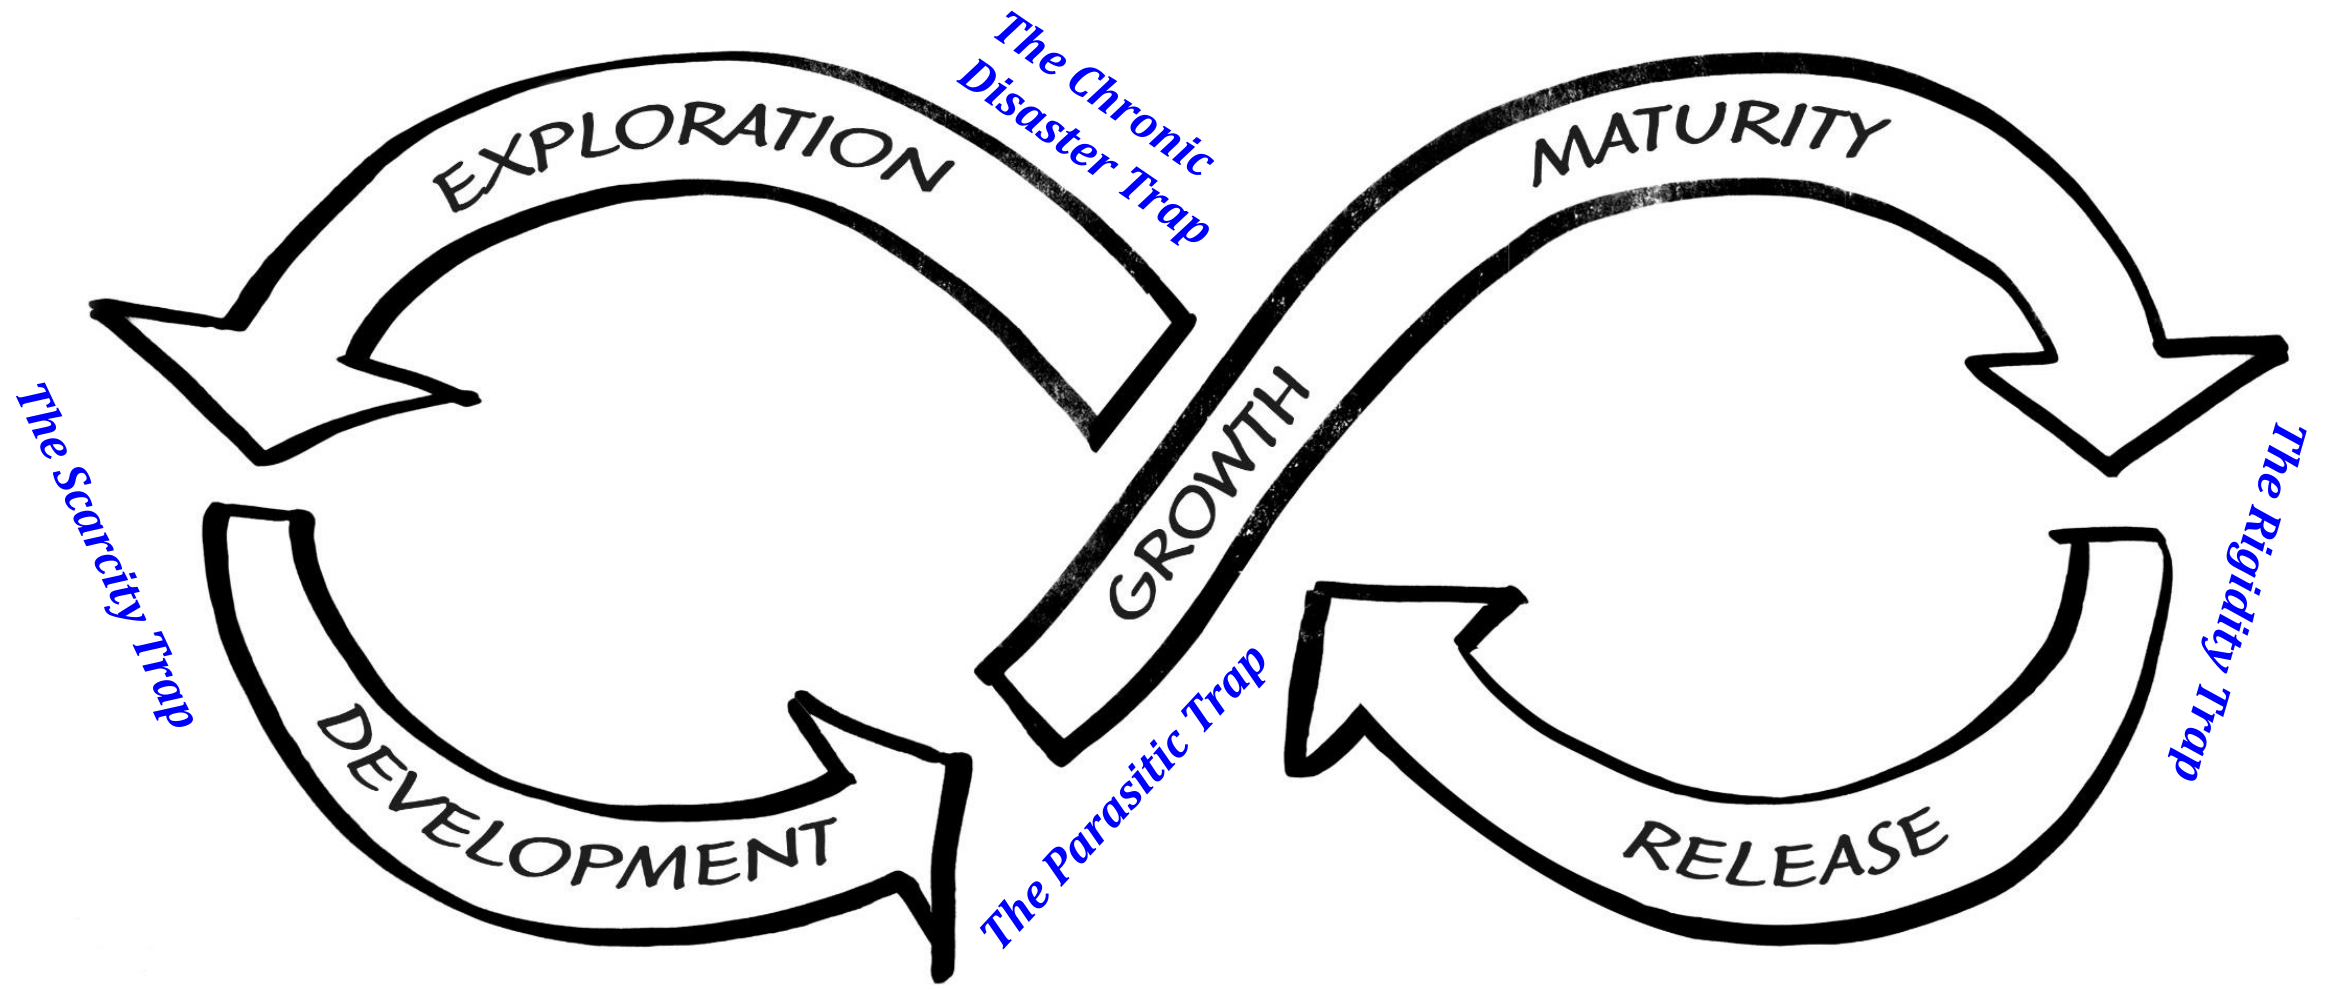 The Chronic
Disaster Trap
EXPLORATION
MATURITY
GROWTH
The Scarcity Trap
The Rigidity Trap
The Parasitic Trap
DEVELOPMENT
RELEASE